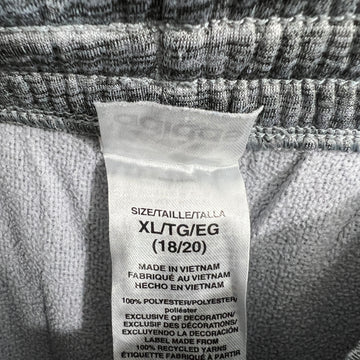 SIZE/TAILLE/TALLA
XL/TG/EG
(18/20)
MADE IN VIETNAM
FABRIQUÉ AU VIETNAM
HECHO EN VIETNAM
100% POLYESTER/POLYESTER/
poliéster
EXCLUSIVE OF DECORATION/
EXCLUSIF DES DÉCORATIONS/
EXCLUYENDO DECORACIÓN
LABEL MADE FROM
100% RECYCLED YARNS
ÉTIQUETTE FABRIQUÉE À PARTIR